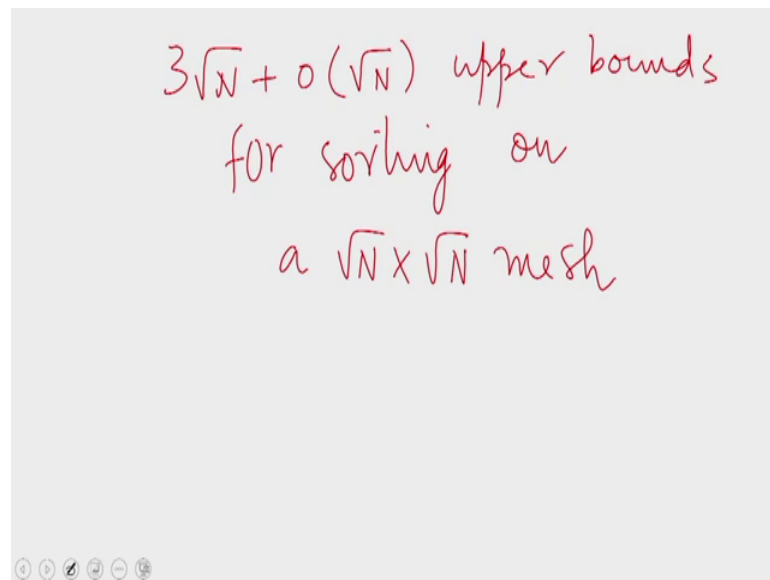 3√N + o(√N) upper bounds
for sorting on
a √N x √N mesh